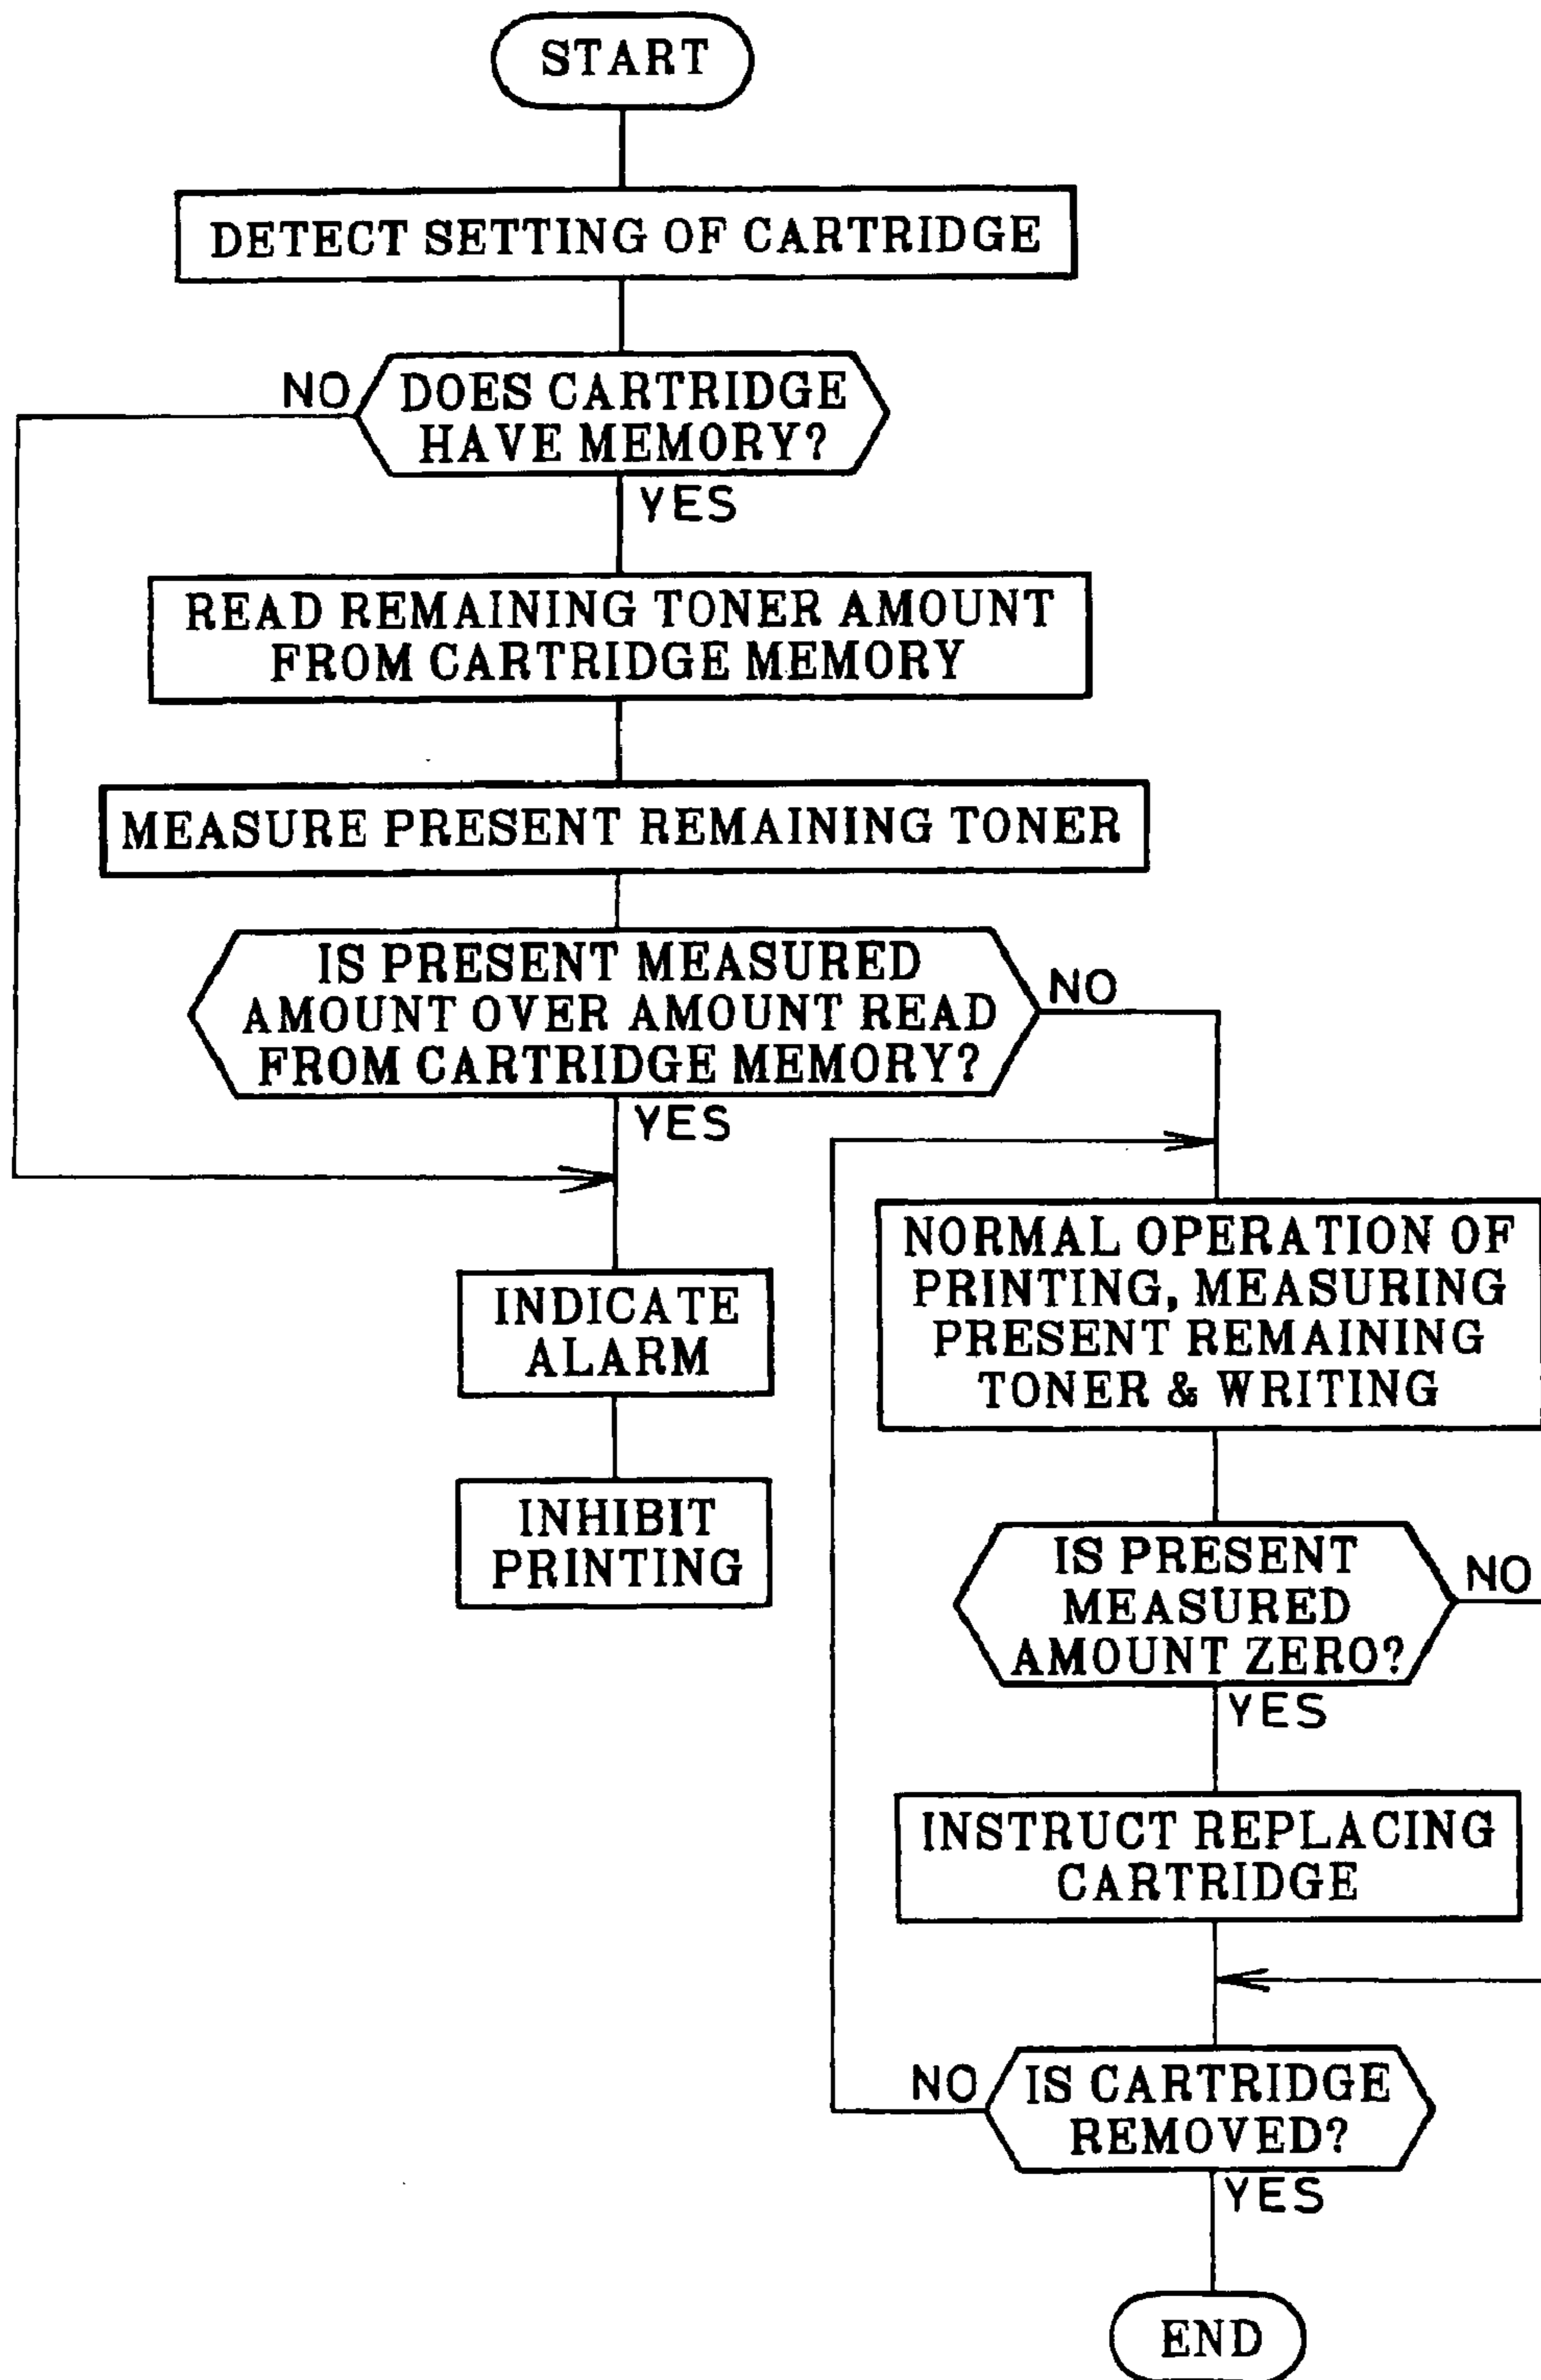 START
DETECT SETTING OF CARTRIDGE
NO
DOES CARTRIDGE
HAVE MEMORY?
YES
READ REMAINING TONER AMOUNT
FROM CARTRIDGE MEMORY
MEASURE PRESENT REMAINING TONER
IS PRESENT MEASURED
AMOUNT OVER AMOUNT READ
FROM CARTRIDGE MEMORY?
NO
YES
INDICATE
ALARM
INHIBIT
PRINTING
NORMAL OPERATION OF
PRINTING, MEASURING
PRESENT REMAINING
TONER & WRITING
IS PRESENT
MEASURED
AMOUNT ZERO?
NO
YES
INSTRUCT REPLACING
CARTRIDGE
NO
IS CARTRIDGE
REMOVED?
YES
END